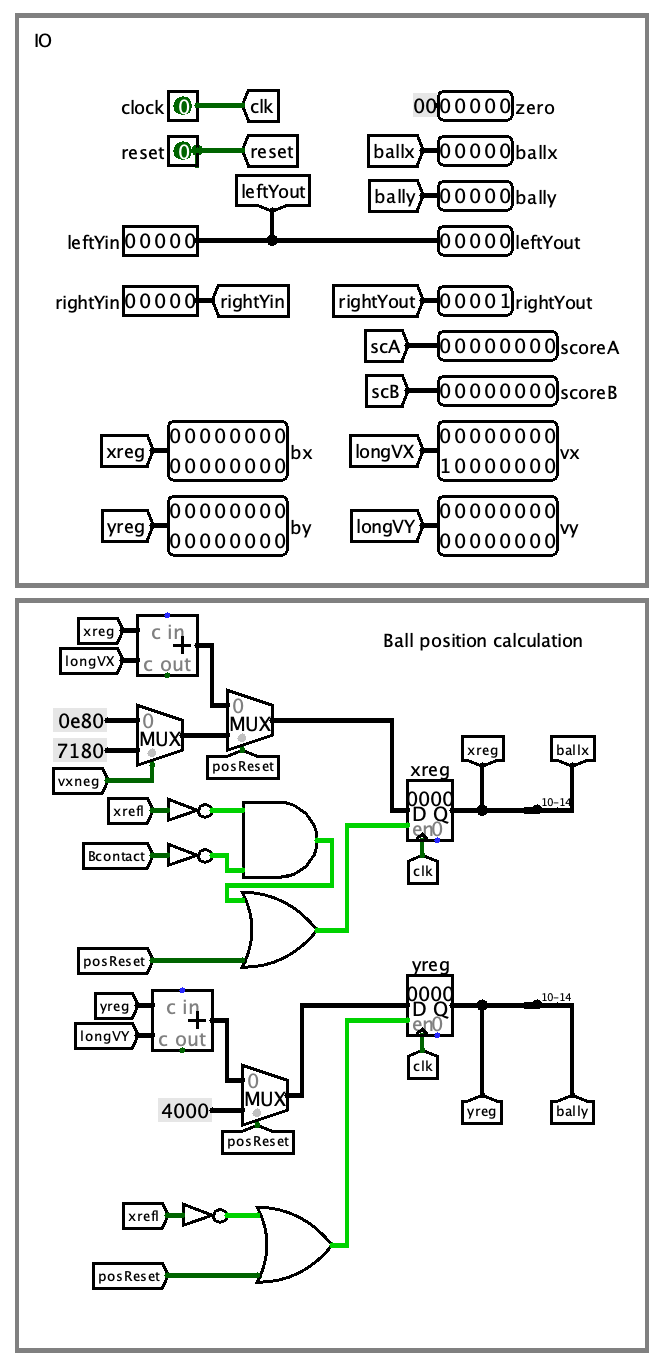 IO
clock 0 clk
00 00000 zero
reset 0 reset
ballx 00000 ballx
leftYout
bally 00000 bally
leftYin 00000
00000 leftYout
rightYin 00000 rightYin
rightYout 00001 rightYout
scA 00000000 scoreA
scB 00000000 scoreB
xreg 00000000 00000000 bx
longVX 00000000 10000000 vx
yreg 00000000 00000000 by
longVY 00000000 00000000 vy
Ball position calculation
xreg
c in
+
longVX
c out
0e80
0
MUX
7180
vxneg
0
MUX
posReset
xreg
0000
D Q
en 0
clk
xreg
ballx
10-14
xrefl
Bcontact
posReset
yreg
c in
+
longVY
c out
yreg
0000
D Q
en 0
clk
10-14
yreg
bally
0
MUX
4000
posReset
xrefl
posReset